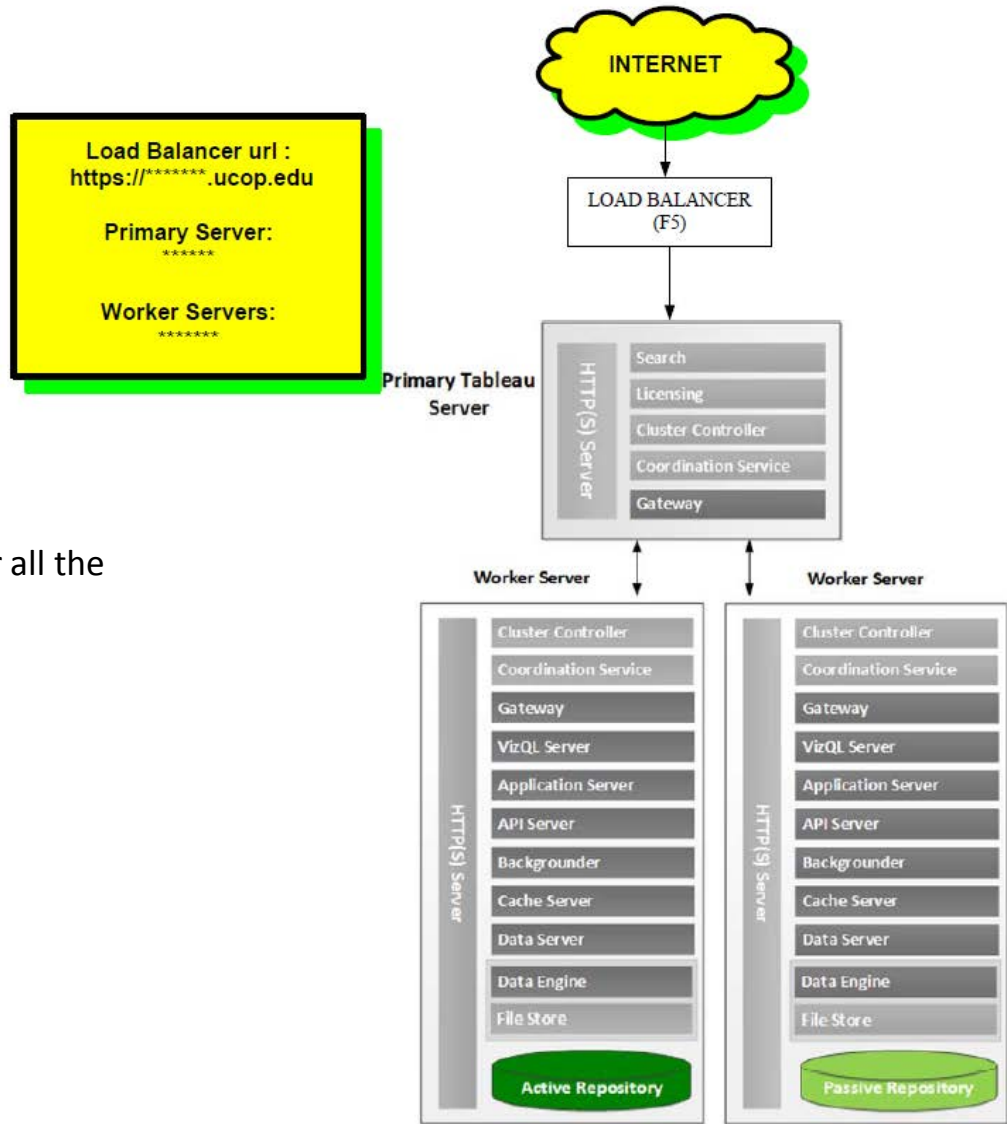 INTERNET
Load Balancer url :
https://*******.ucop.edu
Primary Server:
******
Worker Servers:
*******
LOAD BALANCER
(F5)
Primary Tableau
Server
HTTP(S) Server
Search
Licensing
Cluster Controller
Coordination Service
Gateway
r all the
Worker Server
HTTP(S) Server
Cluster Controller
Coordination Service
Gateway
VizQL Server
Application Server
API Server
Backgrounder
Cache Server
Data Server
Data Engine
File Store
Active Repository
Worker Server
HTTP(S) Server
Cluster Controller
Coordination Service
Gateway
VizQL Server
Application Server
API Server
Backgrounder
Cache Server
Data Server
Data Engine
File Store
Passive Repository